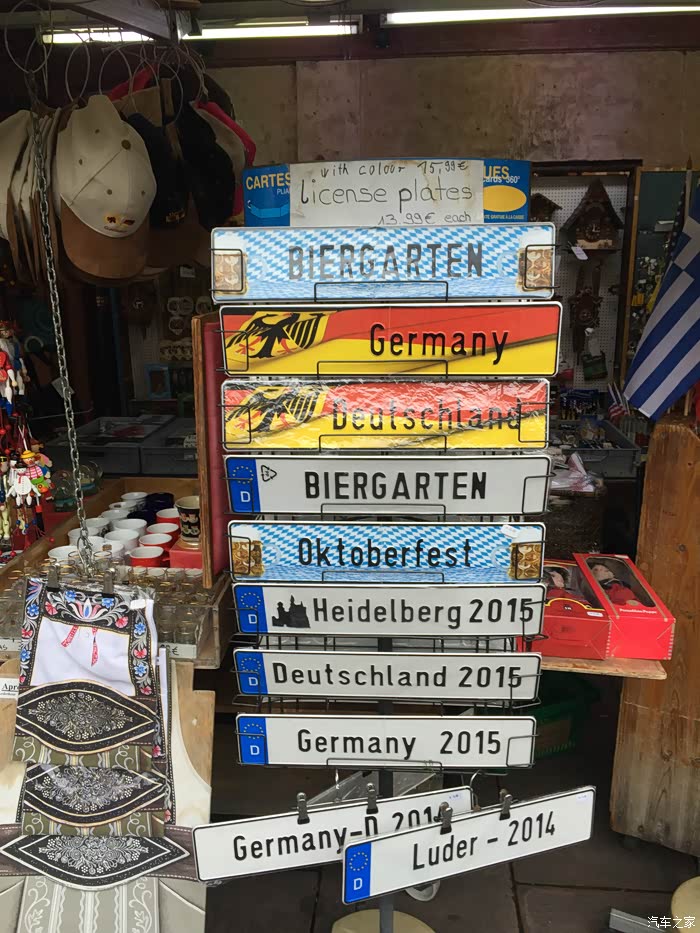 with colour 15,99€
CARTES
license plates
13.99€ each
BIERGARTEN
Germany
Deutschland
D
BIERGARTEN
Oktoberfest
D
Heidelberg 2015
D
Deutschland 2015
D
Germany 2015
Germany-D 201
D
Luder - 2014
汽车之家